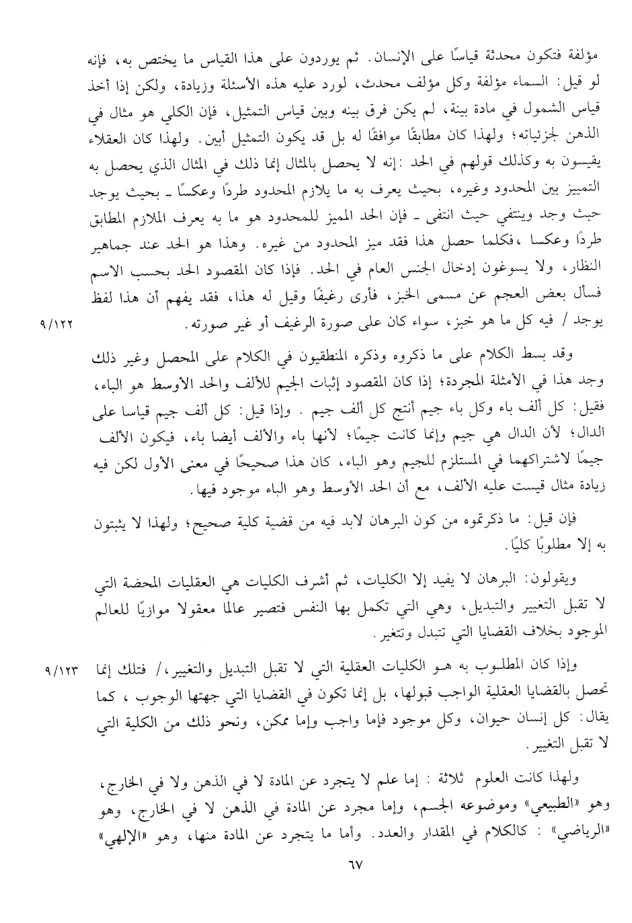 مؤلفة فتكون محدثة قياسًا على الإنسان. ثم يوردون على هذا القياس ما يختص به، فإنه
لو قيل: السماء مؤلفة وكل مؤلف محدث، لورد عليه هذه الأسئلة وزيادة، ولكن إذا أخذ
قياس الشمول في مادة بينة، لم يكن فرق بينه وبين قياس التمثيل، فإن الكلي هو مثال في
الذهن لجزئياته؛ ولهذا كان مطابقًا موافقًا له بل قد يكون التمثيل أبين. ولهذا كان العقلاء
يقيسون به وكذلك قولهم في الحد :إنه لا يحصل بالمثال إنما ذلك في المثال الذي يحصل به
التمييز بين المحدود وغيره، بحيث يعرف به ما يلازم المحدود طردًا وعكسًا ـ بحيث يوجد
حيث وجد وينتفي حيث انتفى ـ فإن الحد المميز للمحدود هو ما به يعرف الملازم المطابق
طردًا وعكسا ،فكلما حصل هذا فقد ميز المحدود من غيره. وهذا هو الحد عند جماهير
النظار، ولا يسوغون إدخال الجنس العام في الحد. فإذا كان المقصود الحد بحسب الاسم
فسأل بعض العجم عن مسمى الخبز، فأرى رغيفًا وقيل له هذا، فقد يفهم أن هذا لفظ
يوجد / فيه كل ما هو خبز، سواء كان على صورة الرغيف أو غير صورته. ٩/١٢٢
وقد بسط الكلام على ما ذكروه وذكره المنطقيون في الكلام على المحصل وغير ذلك
وجد هذا في الأمثلة المجردة؛ إذا كان المقصود إثبات الجيم للألف والحد الأوسط هو الباء،
فقيل: كل ألف باء وكل باء جيم أنتج كل ألف جيم . وإذا قيل: كل ألف جيم قياسا على
الدال؛ لأن الدال هي جيم وإنما كانت جيمًا؛ لأنها باء والألف أيضا باء، فيكون الألف
جيمًا لاشتراكهما في المستلزم للجيم وهو الباء، كان هذا صحيحًا في معنى الأول لكن فيه
زيادة مثال قيست عليه الألف، مع أن الحد الأوسط وهو الباء موجود فيها.
فإن قيل: ما ذكرتموه من كون البرهان لابد فيه من قضية كلية صحيح؛ ولهذا لا يثبتون
به إلا مطلوبًا كليًا.
ويقولون: البرهان لا يفيد إلا الكليات، ثم أشرف الكليات هي العقليات المحضة التي
لا تقبل التغيير والتبديل، وهي التي تكمل بها النفس فتصير عالما معقولا موازيًا للعالم
الموجود بخلاف القضايا التي تتبدل وتتغير.
وإذا كان المطلوب به هو الكليات العقلية التي لا تقبل التبديل والتغيير،/ فتلك إنما ٩/١٢٣
تحصل بالقضايا العقلية الواجب قبولها، بل إنما تكون في القضايا التي جهتها الوجوب ، كما
يقال: كل إنسان حيوان، وكل موجود فإما واجب وإما ممكن، ونحو ذلك من الكلية التي
لا تقبل التغيير.
ولهذا كانت العلوم ثلاثة : إما علم لا يتجرد عن المادة لا في الذهن ولا في الخارج،
وهو «الطبيعي» وموضوعه الجسم، وإما مجرد عن المادة في الذهن لا في الخارج، وهو
«الرياضي» : كالكلام في المقدار والعدد. وأما ما يتجرد عن المادة منها، وهو «الإلهي»
٦٧